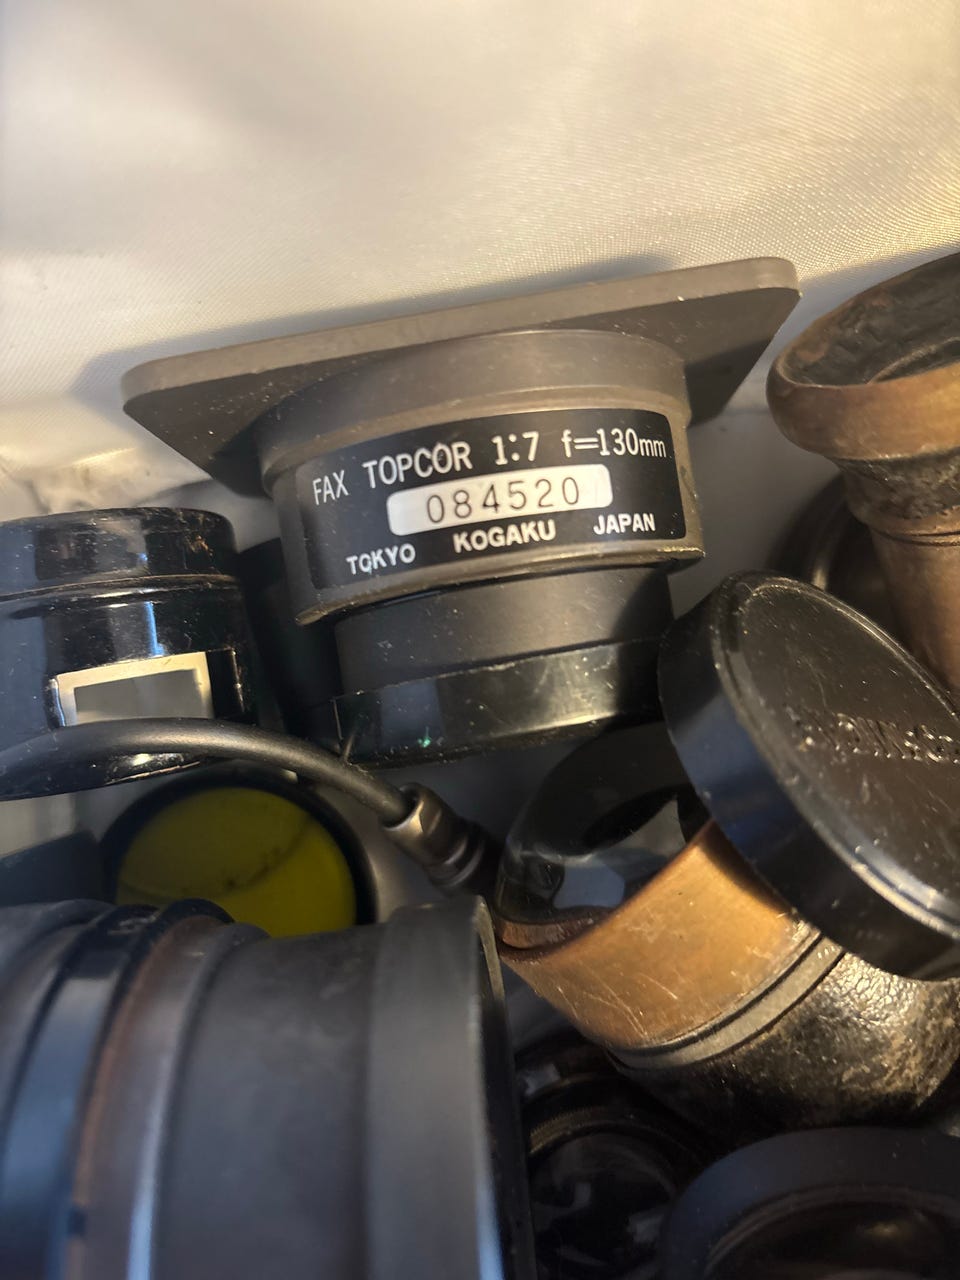 FAX TOPCOR 1:7 f=130mm
084520
TOKYO KOGAKU JAPAN